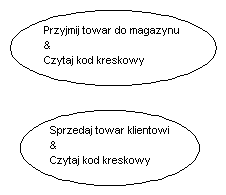 Przyjmij towar do magazynu
&
Czytaj kod kreskowy
Sprzedaj towar klientowi
&
Czytaj kod kreskowy